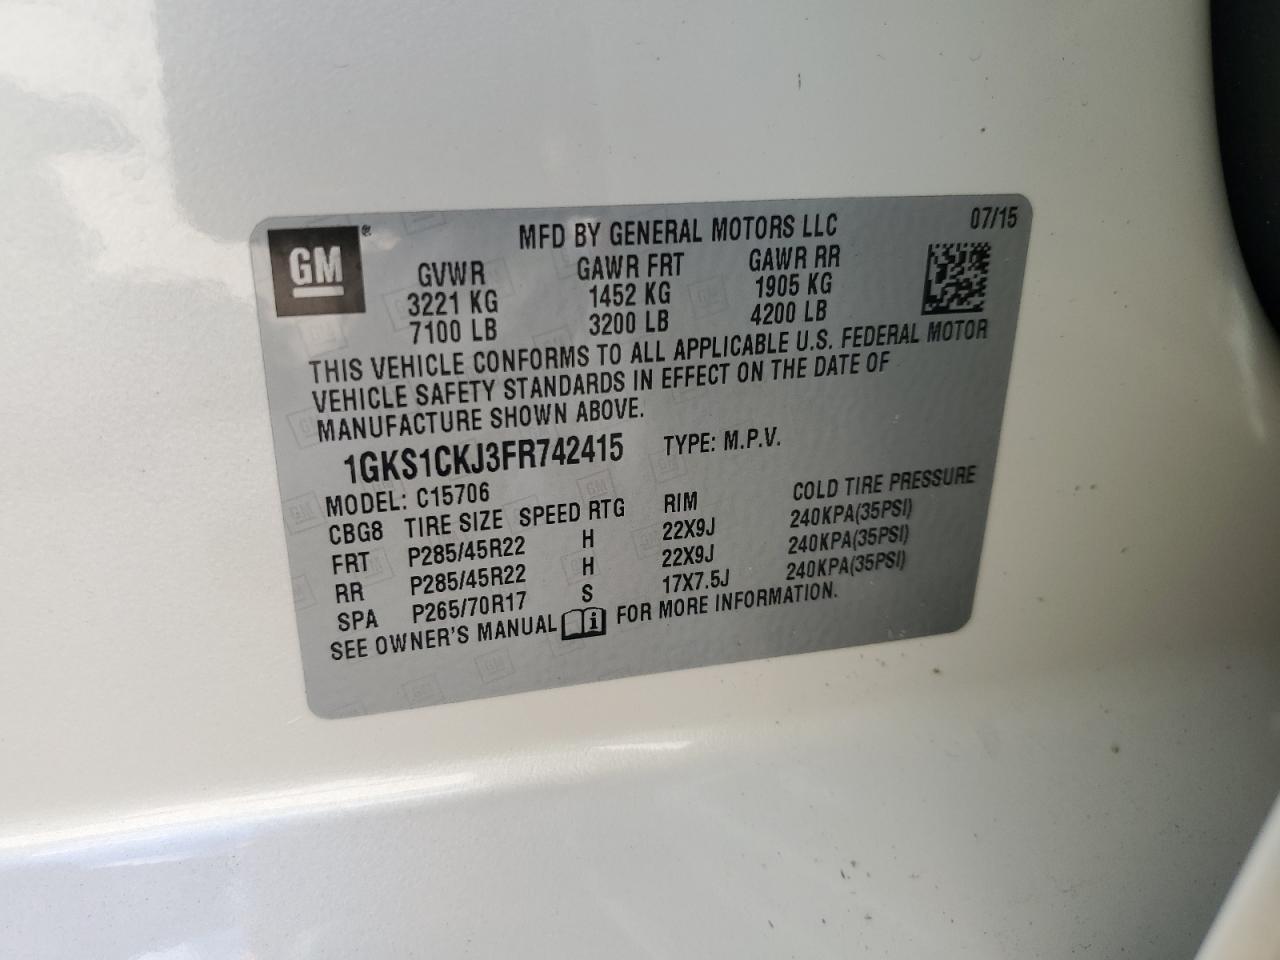 GM®
MFD BY GENERAL MOTORS LLC 07/15
GVWR GAWR FRT GAWR RR
3221 KG 1452 KG 1905 KG
7100 LB 3200 LB 4200 LB
THIS VEHICLE CONFORMS TO ALL APPLICABLE U.S. FEDERAL MOTOR
VEHICLE SAFETY STANDARDS IN EFFECT ON THE DATE OF
MANUFACTURE SHOWN ABOVE.
1GKS1CKJ3FR742415 TYPE: M.P.V.
MODEL: C15706
CBG8 TIRE SIZE SPEED RTG RIM COLD TIRE PRESSURE
FRT P285/45R22 H 22X9J 240KPA(35PSI)
RR P285/45R22 H 22X9J 240KPA(35PSI)
SPA P265/70R17 S 17X7.5J 240KPA(35PSI)
SEE OWNER'S MANUAL i FOR MORE INFORMATION.